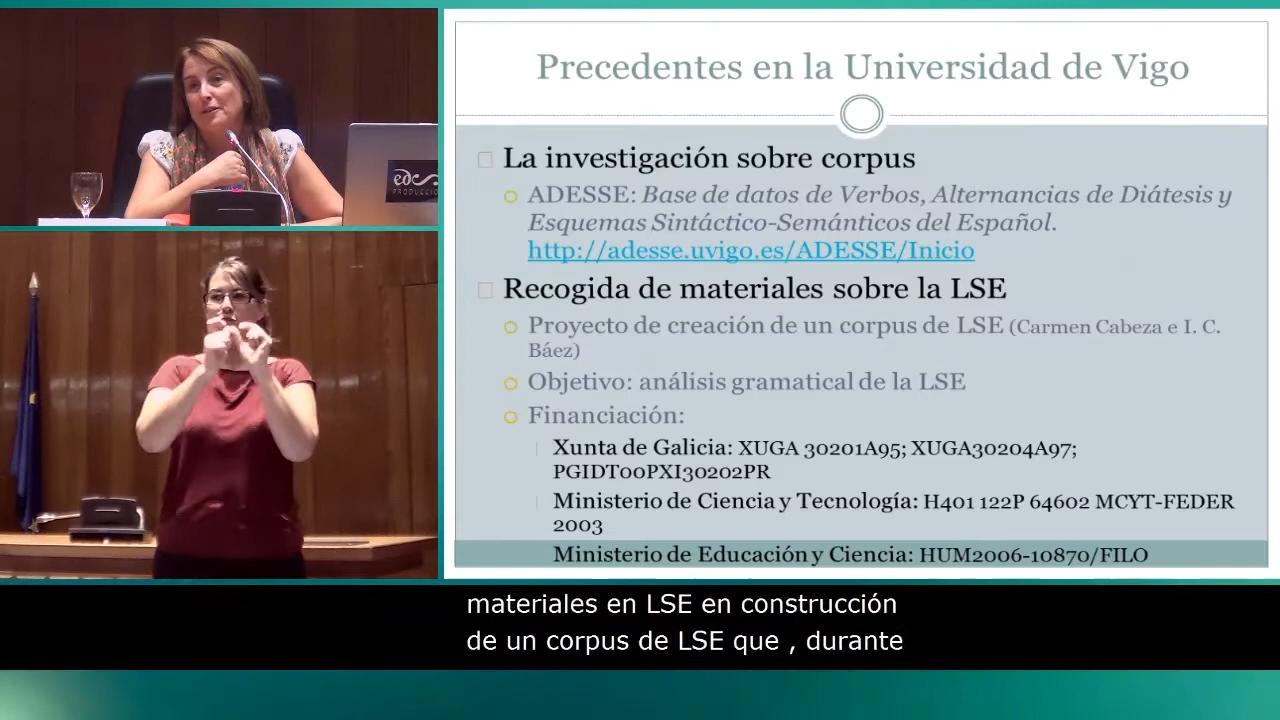 Precedentes en la Universidad de Vigo
La investigación sobre corpus
ADESSE: Base de datos de Verbos, Alternancias de Diátesis y
Esquemas Sintáctico-Semánticos del Español.
http://adesse.uvigo.es/ADESSE/Inicio
Recogida de materiales sobre la LSE
Proyecto de creación de un corpus de LSE (Carmen Cabeza e I. C.
Báez)
Objetivo: análisis gramatical de la LSE
Financiación:
Xunta de Galicia: XUGA 30201A95; XUGA30204A97;
PGIDT00PXI30202PR
Ministerio de Ciencia y Tecnología: H401 122P 64602 MCYT-FEDER
2003
Ministerio de Educación y Ciencia: HUM2006-10870/FILO
materiales en LSE en construcción
de un corpus de LSE que , durante